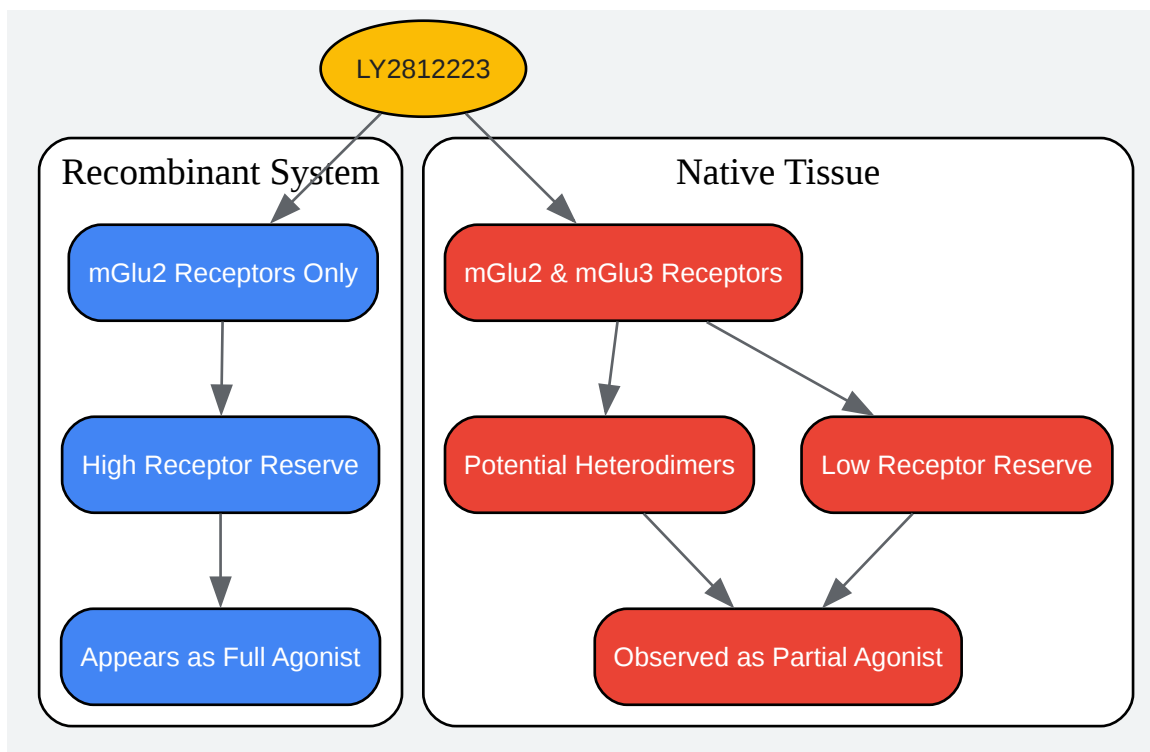 LY2812223
Recombinant System
Native Tissue
mGlu2 Receptors Only
mGlu2 & mGlu3 Receptors
High Receptor Reserve
Potential Heterodimers
Low Receptor Reserve
Appears as Full Agonist
Observed as Partial Agonist